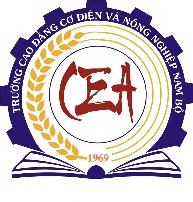 TRƯỜNG CAO ĐẲNG CƠ ĐIỆN VÀ NÔNG NGHIỆP NAM BỘ
CEA
1969